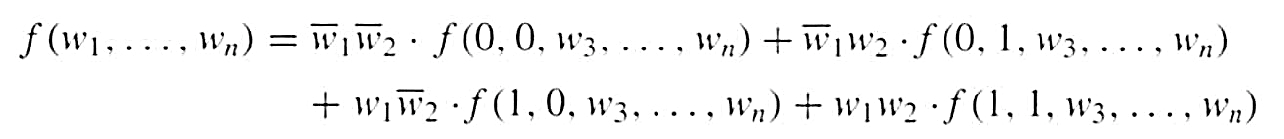 f(w₁, . . . , wₙ) = w̅₁w̅₂ · f(0, 0, w₃, . . . , wₙ) + w̅₁w₂ · f(0, 1, w₃, . . . , wₙ)
+ w₁w̅₂ · f(1, 0, w₃, . . . , wₙ) + w₁w₂ · f(1, 1, w₃, . . . , wₙ)